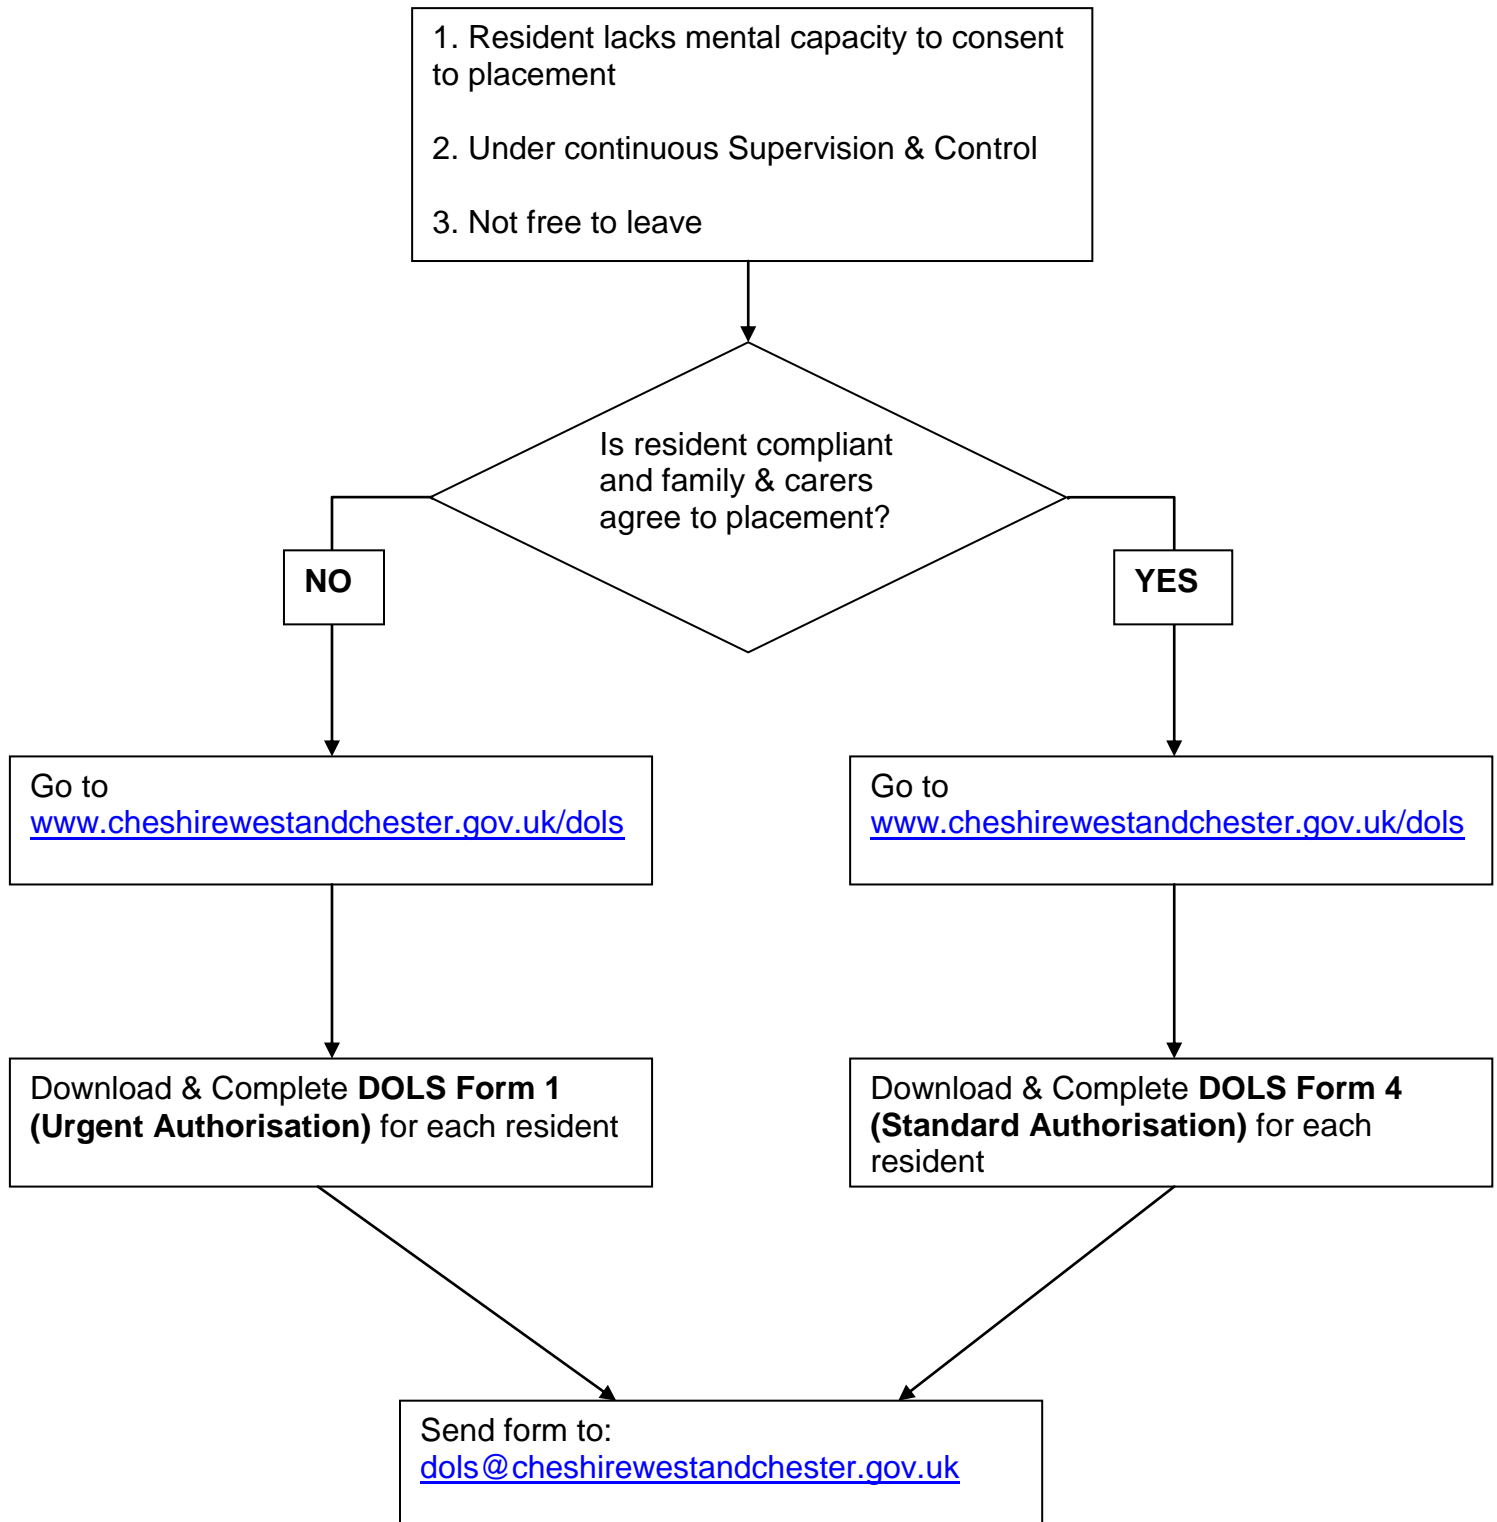 1. Resident lacks mental capacity to consent
to placement
2. Under continuous Supervision & Control
3. Not free to leave
Is resident compliant
and family & carers
agree to placement?
NO
YES
Go to
www.cheshirewestandchester.gov.uk/dols
Go to
www.cheshirewestandchester.gov.uk/dols
Download & Complete DOLS Form 1
(Urgent Authorisation) for each resident
Download & Complete DOLS Form 4
(Standard Authorisation) for each
resident
Send form to:
dols@cheshirewestandchester.gov.uk